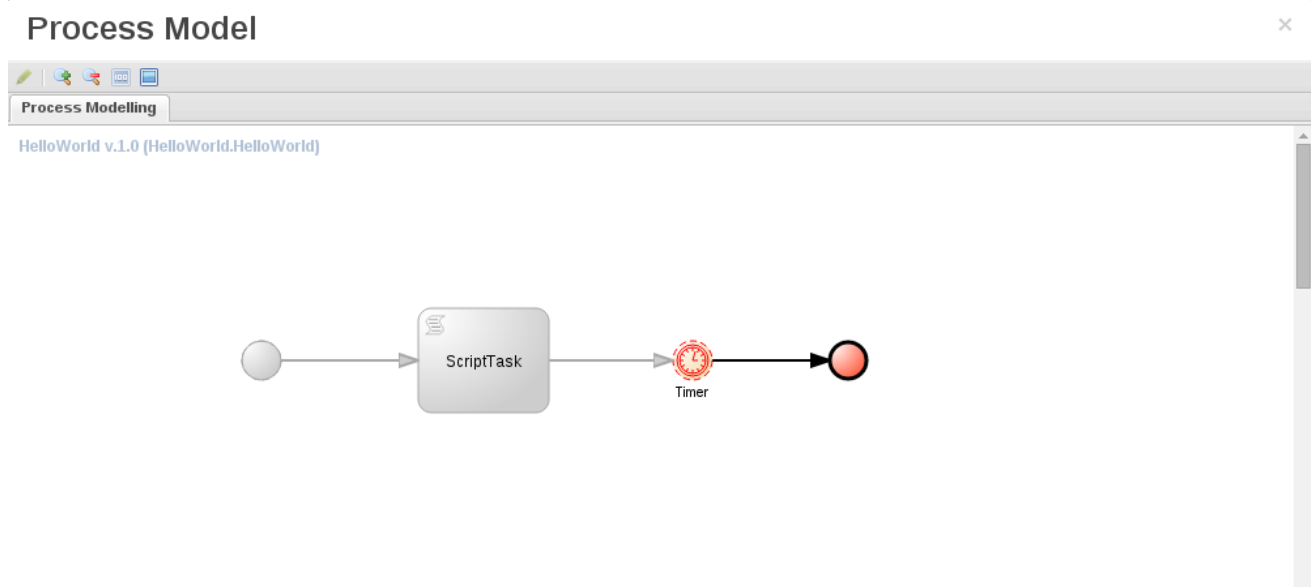 Process Model
Process Modelling
HelloWorld v.1.0 (HelloWorld.HelloWorld)
ScriptTask
Timer